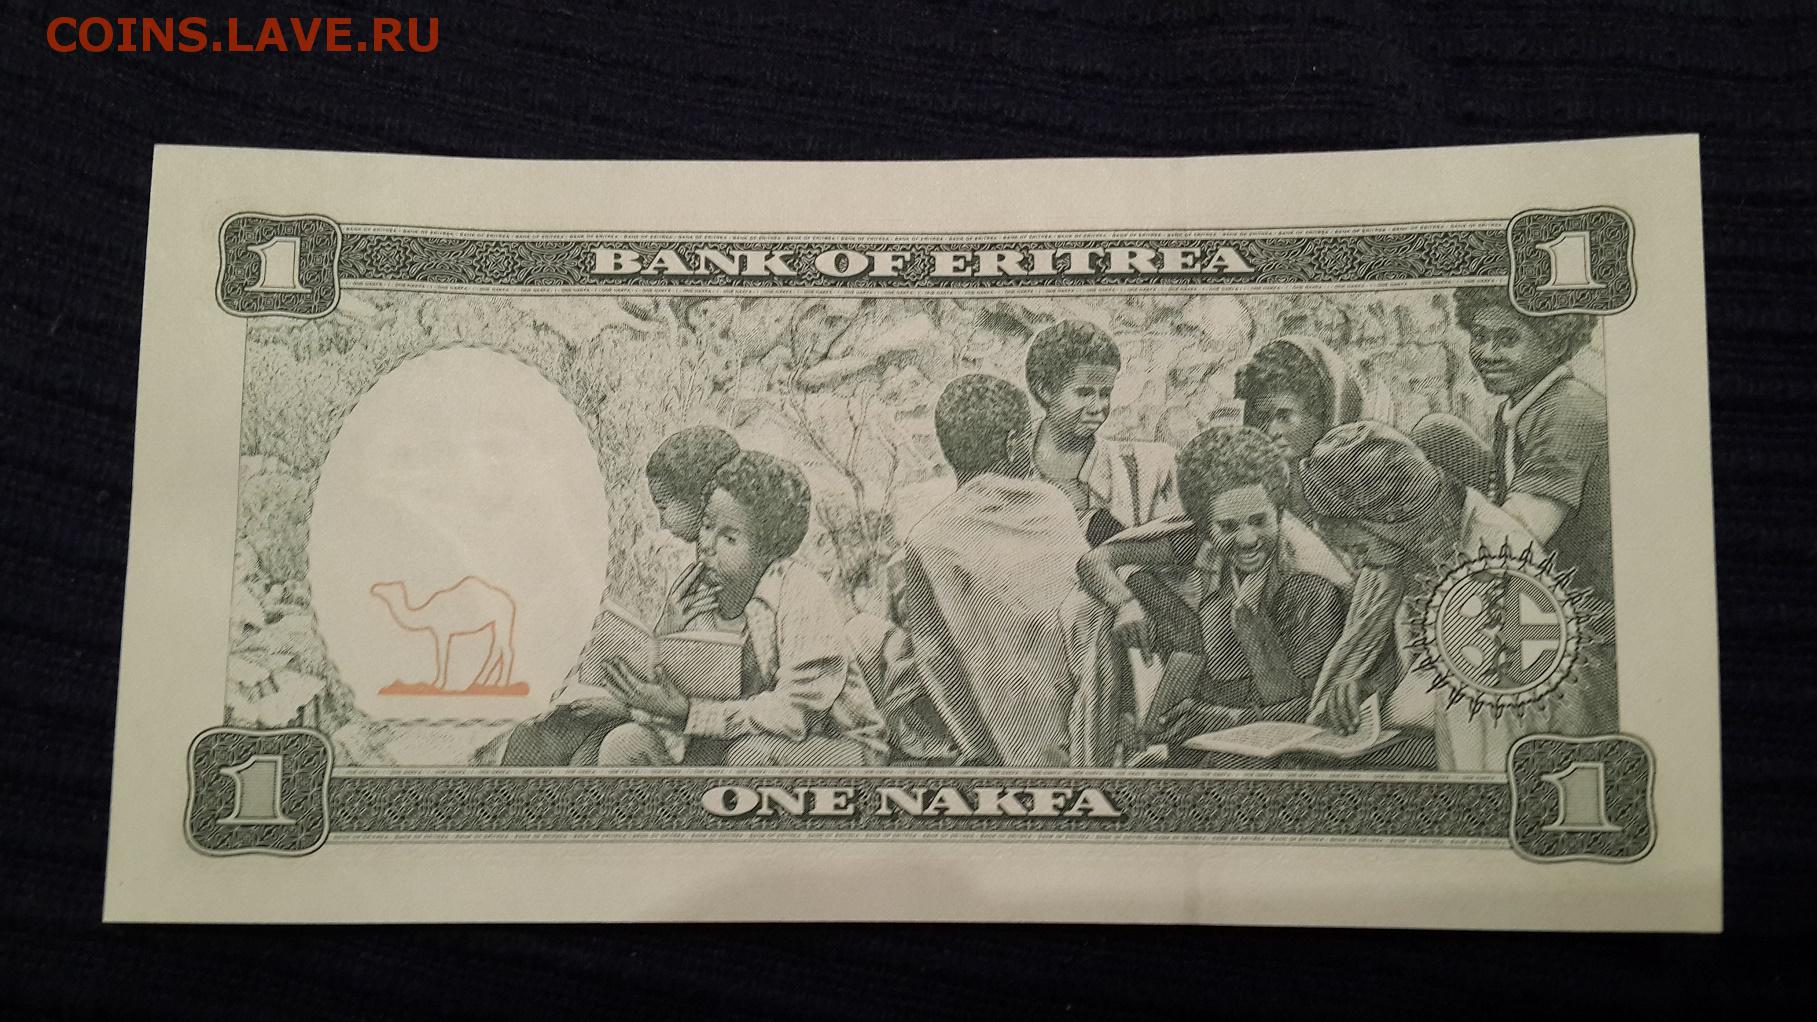 COINS.LAVE.RU
1 BANK OF ERITREA 1
1 ONE NAKFA 1